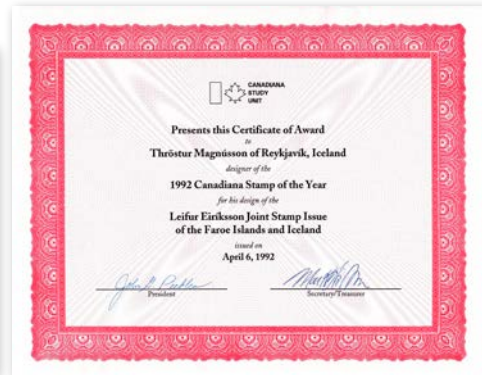 CANADIANA
STUDY
UNIT
Presents this Certificate of Award
to
Thröstur Magnússon of Reykjavík, Iceland
designer of the
1992 Canadiana Stamp of the Year
for his design of the
Leifur Eiríksson Joint Stamp Issue
of the Faroe Islands and Iceland
issued on
April 6, 1992
President
Secretary/Treasurer